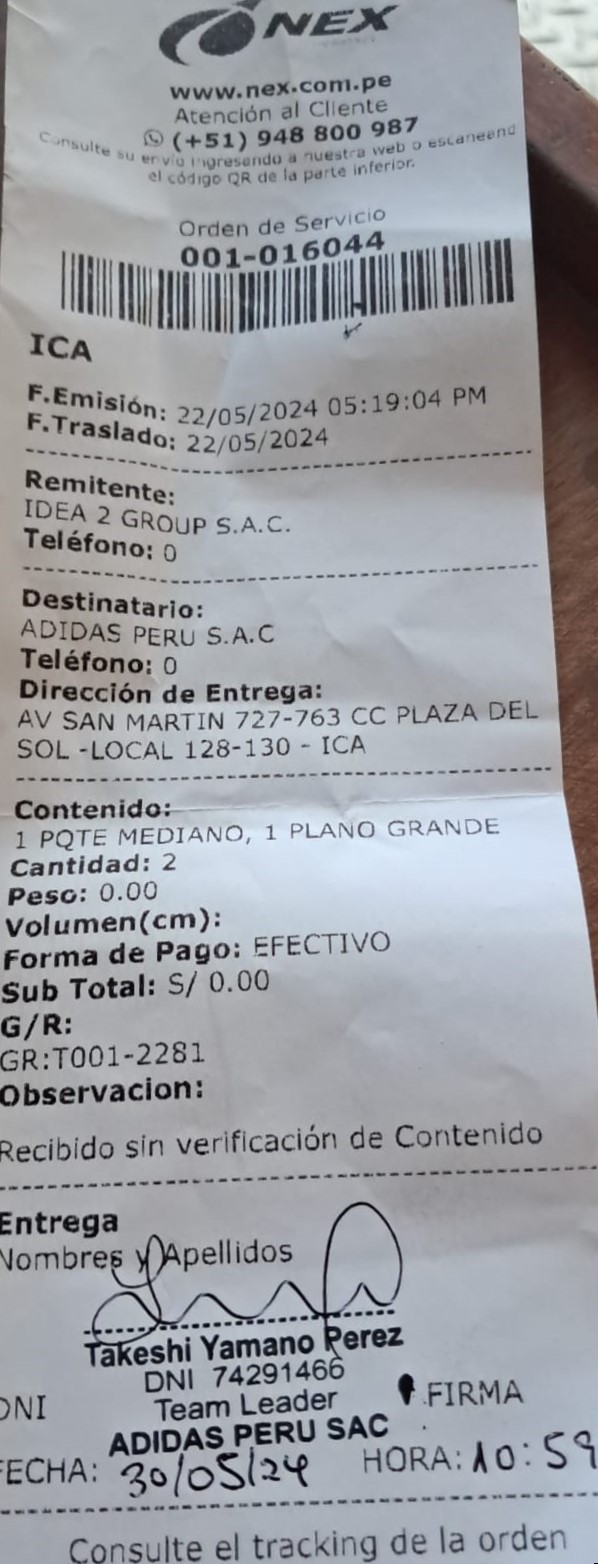 NEX
www.nex.com.pe
Atención al Cliente
(+51) 948 800 987
Consulte su envío ingresando a nuestra web o escaneand
el código QR de la parte inferior.
Orden de Servicio
001-016044
ICA
F.Emisión: 22/05/2024 05:19:04 PM
F.Traslado: 22/05/2024
Remitente:
IDEA 2 GROUP S.A.C.
Teléfono: 0
Destinatario:
ADIDAS PERU S.A.C
Teléfono: 0
Dirección de Entrega:
AV SAN MARTIN 727-763 CC PLAZA DEL
SOL -LOCAL 128-130 - ICA
Contenido:
1 PQTE MEDIANO, 1 PLANO GRANDE
Cantidad: 2
Peso: 0.00
Volumen(cm):
Forma de Pago: EFECTIVO
Sub Total: S/ 0.00
G/R:
GR:T001-2281
Observacion:
Recibido sin verificación de Contenido
Entrega
Nombres y Apellidos
Takeshi Yamano Perez
DNI 74291466
DNI Team Leader FIRMA
ADIDAS PERU SAC
FECHA: 30/05/24 HORA: 10:59
Consulte el tracking de la orden